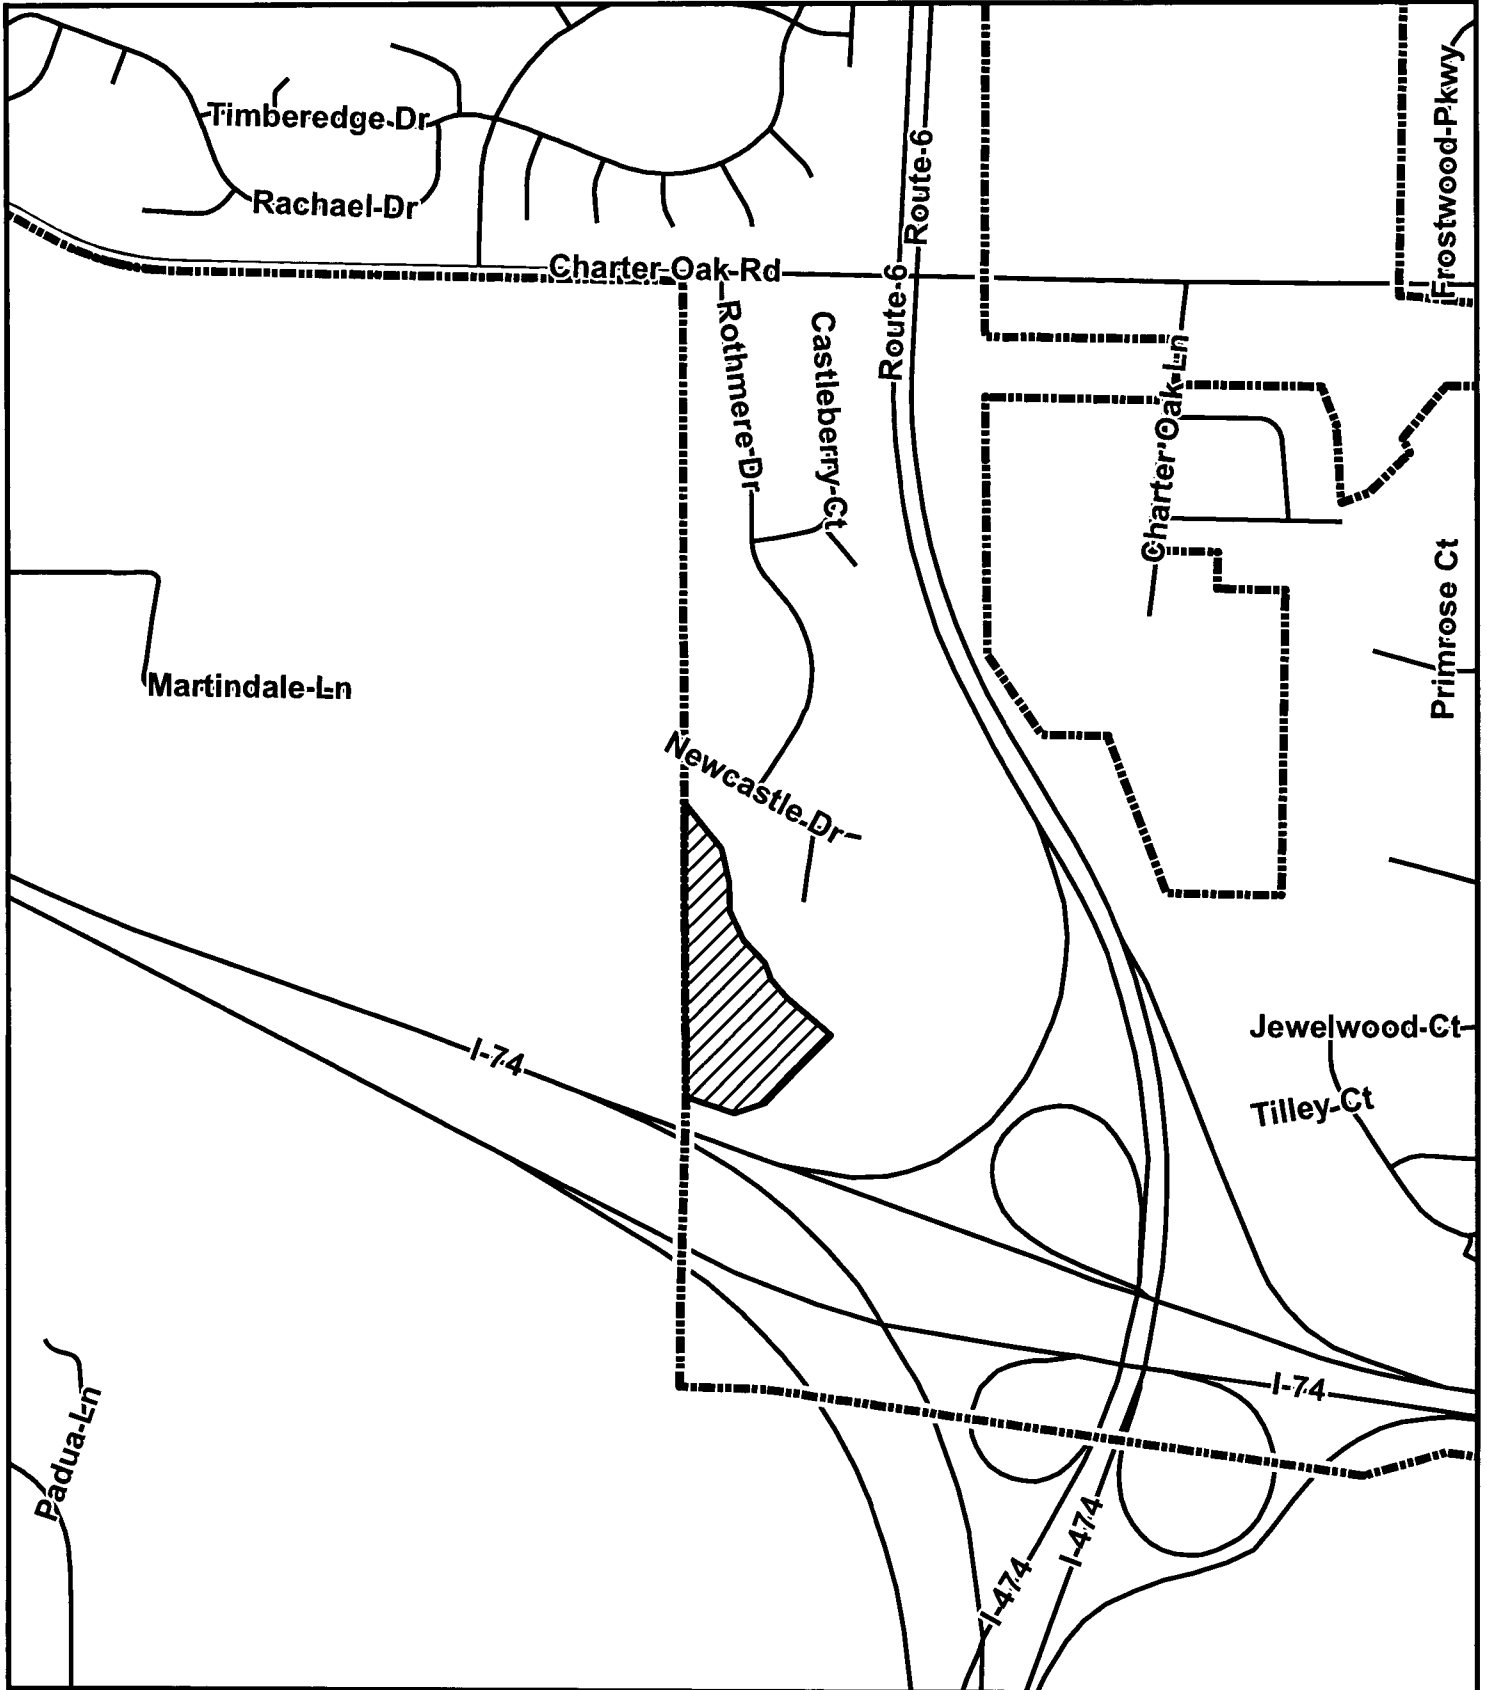 Timberedge-Dr
Rachael-Dr
Route-6
Frostwood-Pkwy
Charter-Oak-Rd
Route-6
Rothmere-Dr
Castleberry-Ct
Charter-Oak-Ln
Primrose Ct
Martindale-Ln
Newcastle-Dr
I-74
Jewelwood-Ct
Tilley-Ct
I-74
Padua-Ln
I-474
I-474